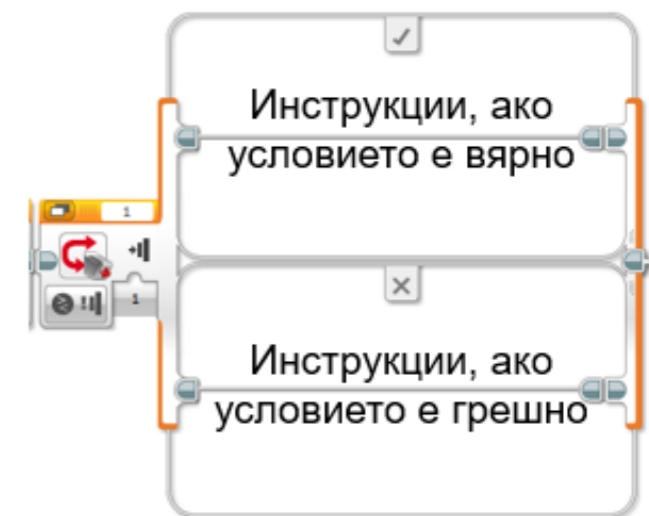 Инструкции, ако
условието е вярно
1
1
Инструкции, ако
условието е грешно